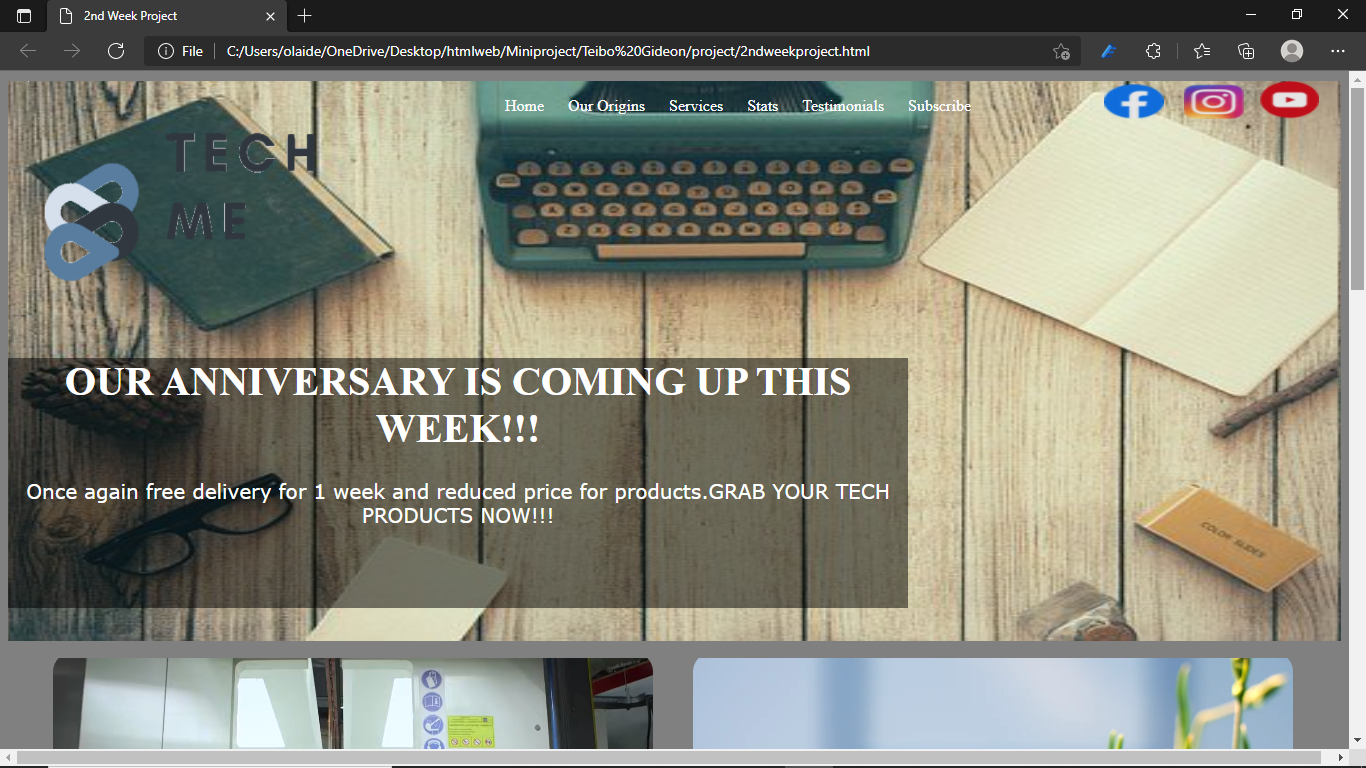 2nd Week Project
File
C:/Users/olaide/OneDrive/Desktop/htmlweb/Miniproject/Teibo%20Gideon/project/2ndweekproject.html
Home Our Origins Services Stats Testimonials Subscribe
TECH
ME
OUR ANNIVERSARY IS COMING UP THIS
WEEK!!!
Once again free delivery for 1 week and reduced price for products.GRAB YOUR TECH
PRODUCTS NOW!!!
COLOR SLIDES